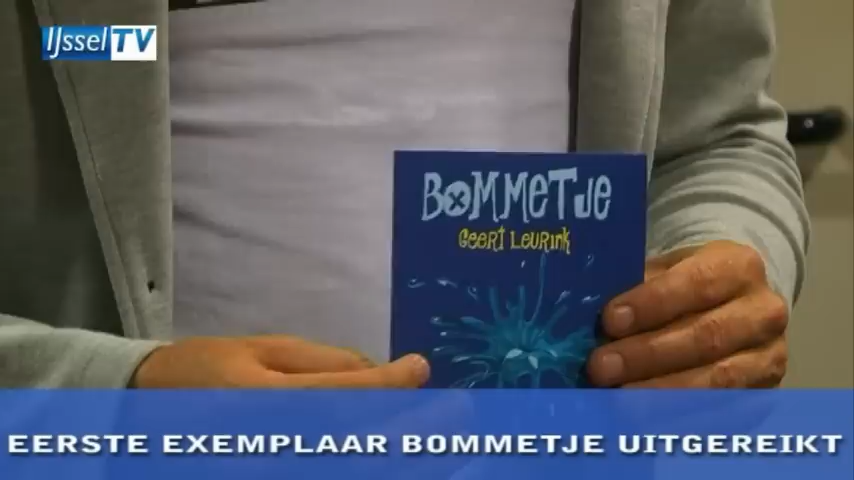 IJsselTV
BOMMETJE
GEERT LEURINK
EERSTE EXEMPLAAR BOMMETJE UITGEREIKT